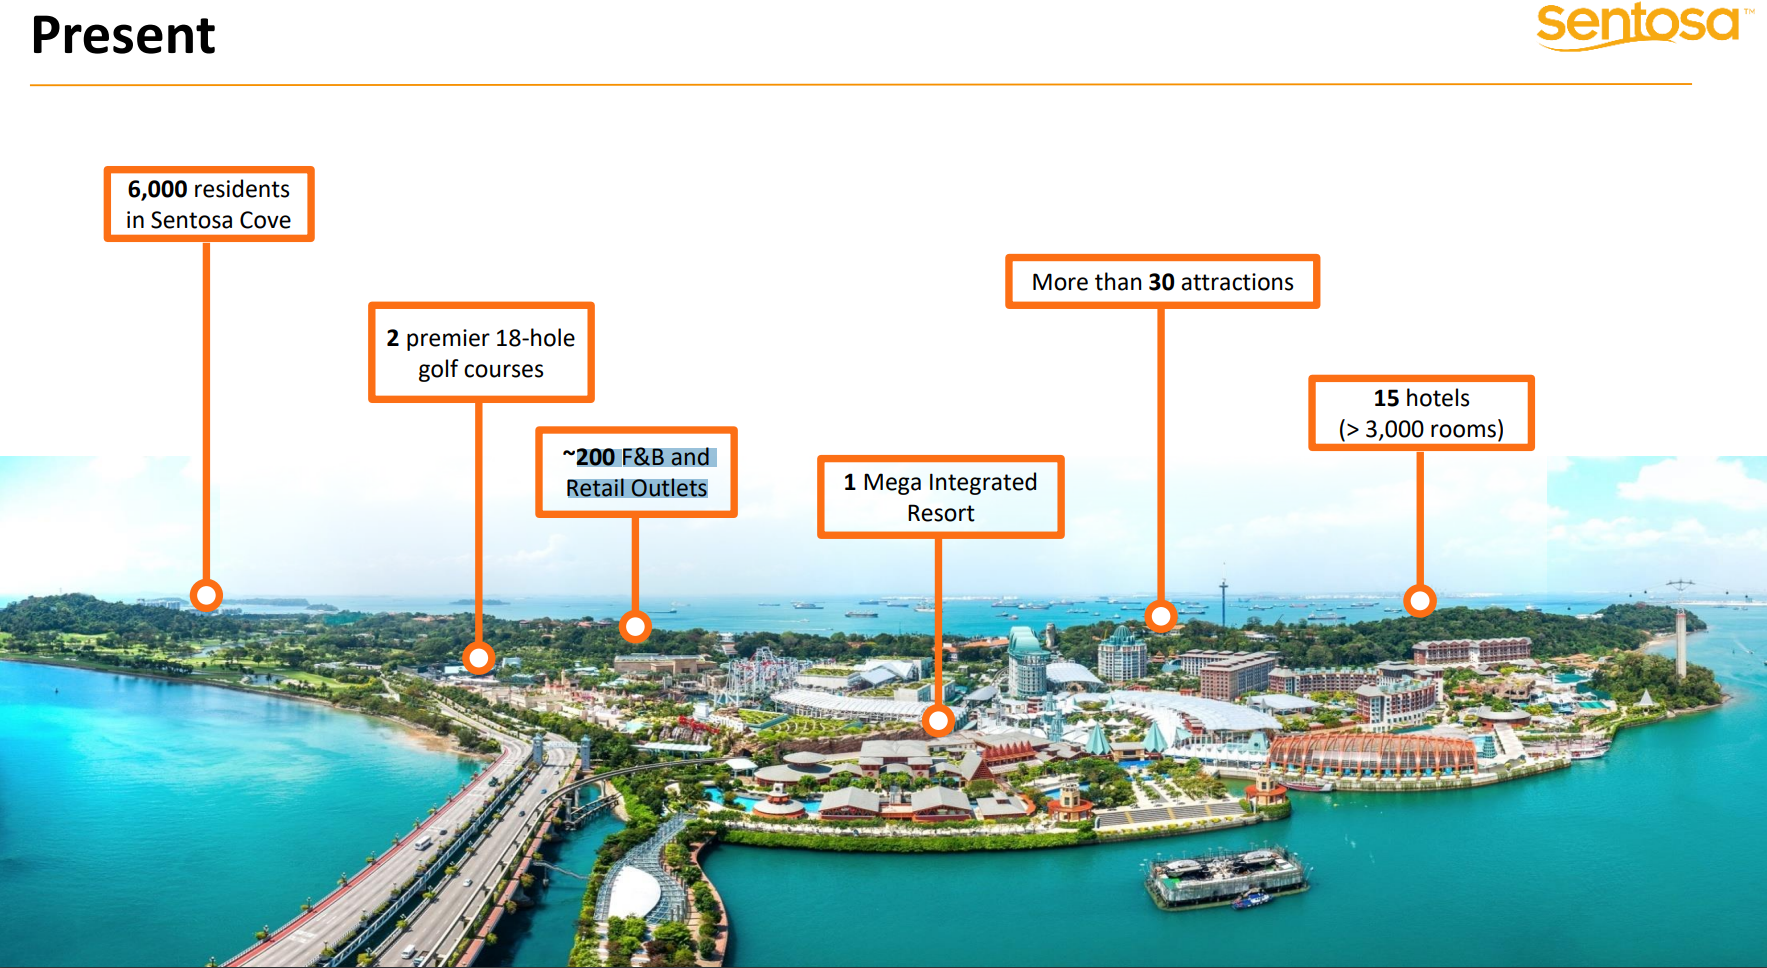 Present
Sentosa™
6,000 residents
in Sentosa Cove
2 premier 18-hole
golf courses
~200 F&B and
Retail Outlets
1 Mega Integrated
Resort
More than 30 attractions
15 hotels
(> 3,000 rooms)